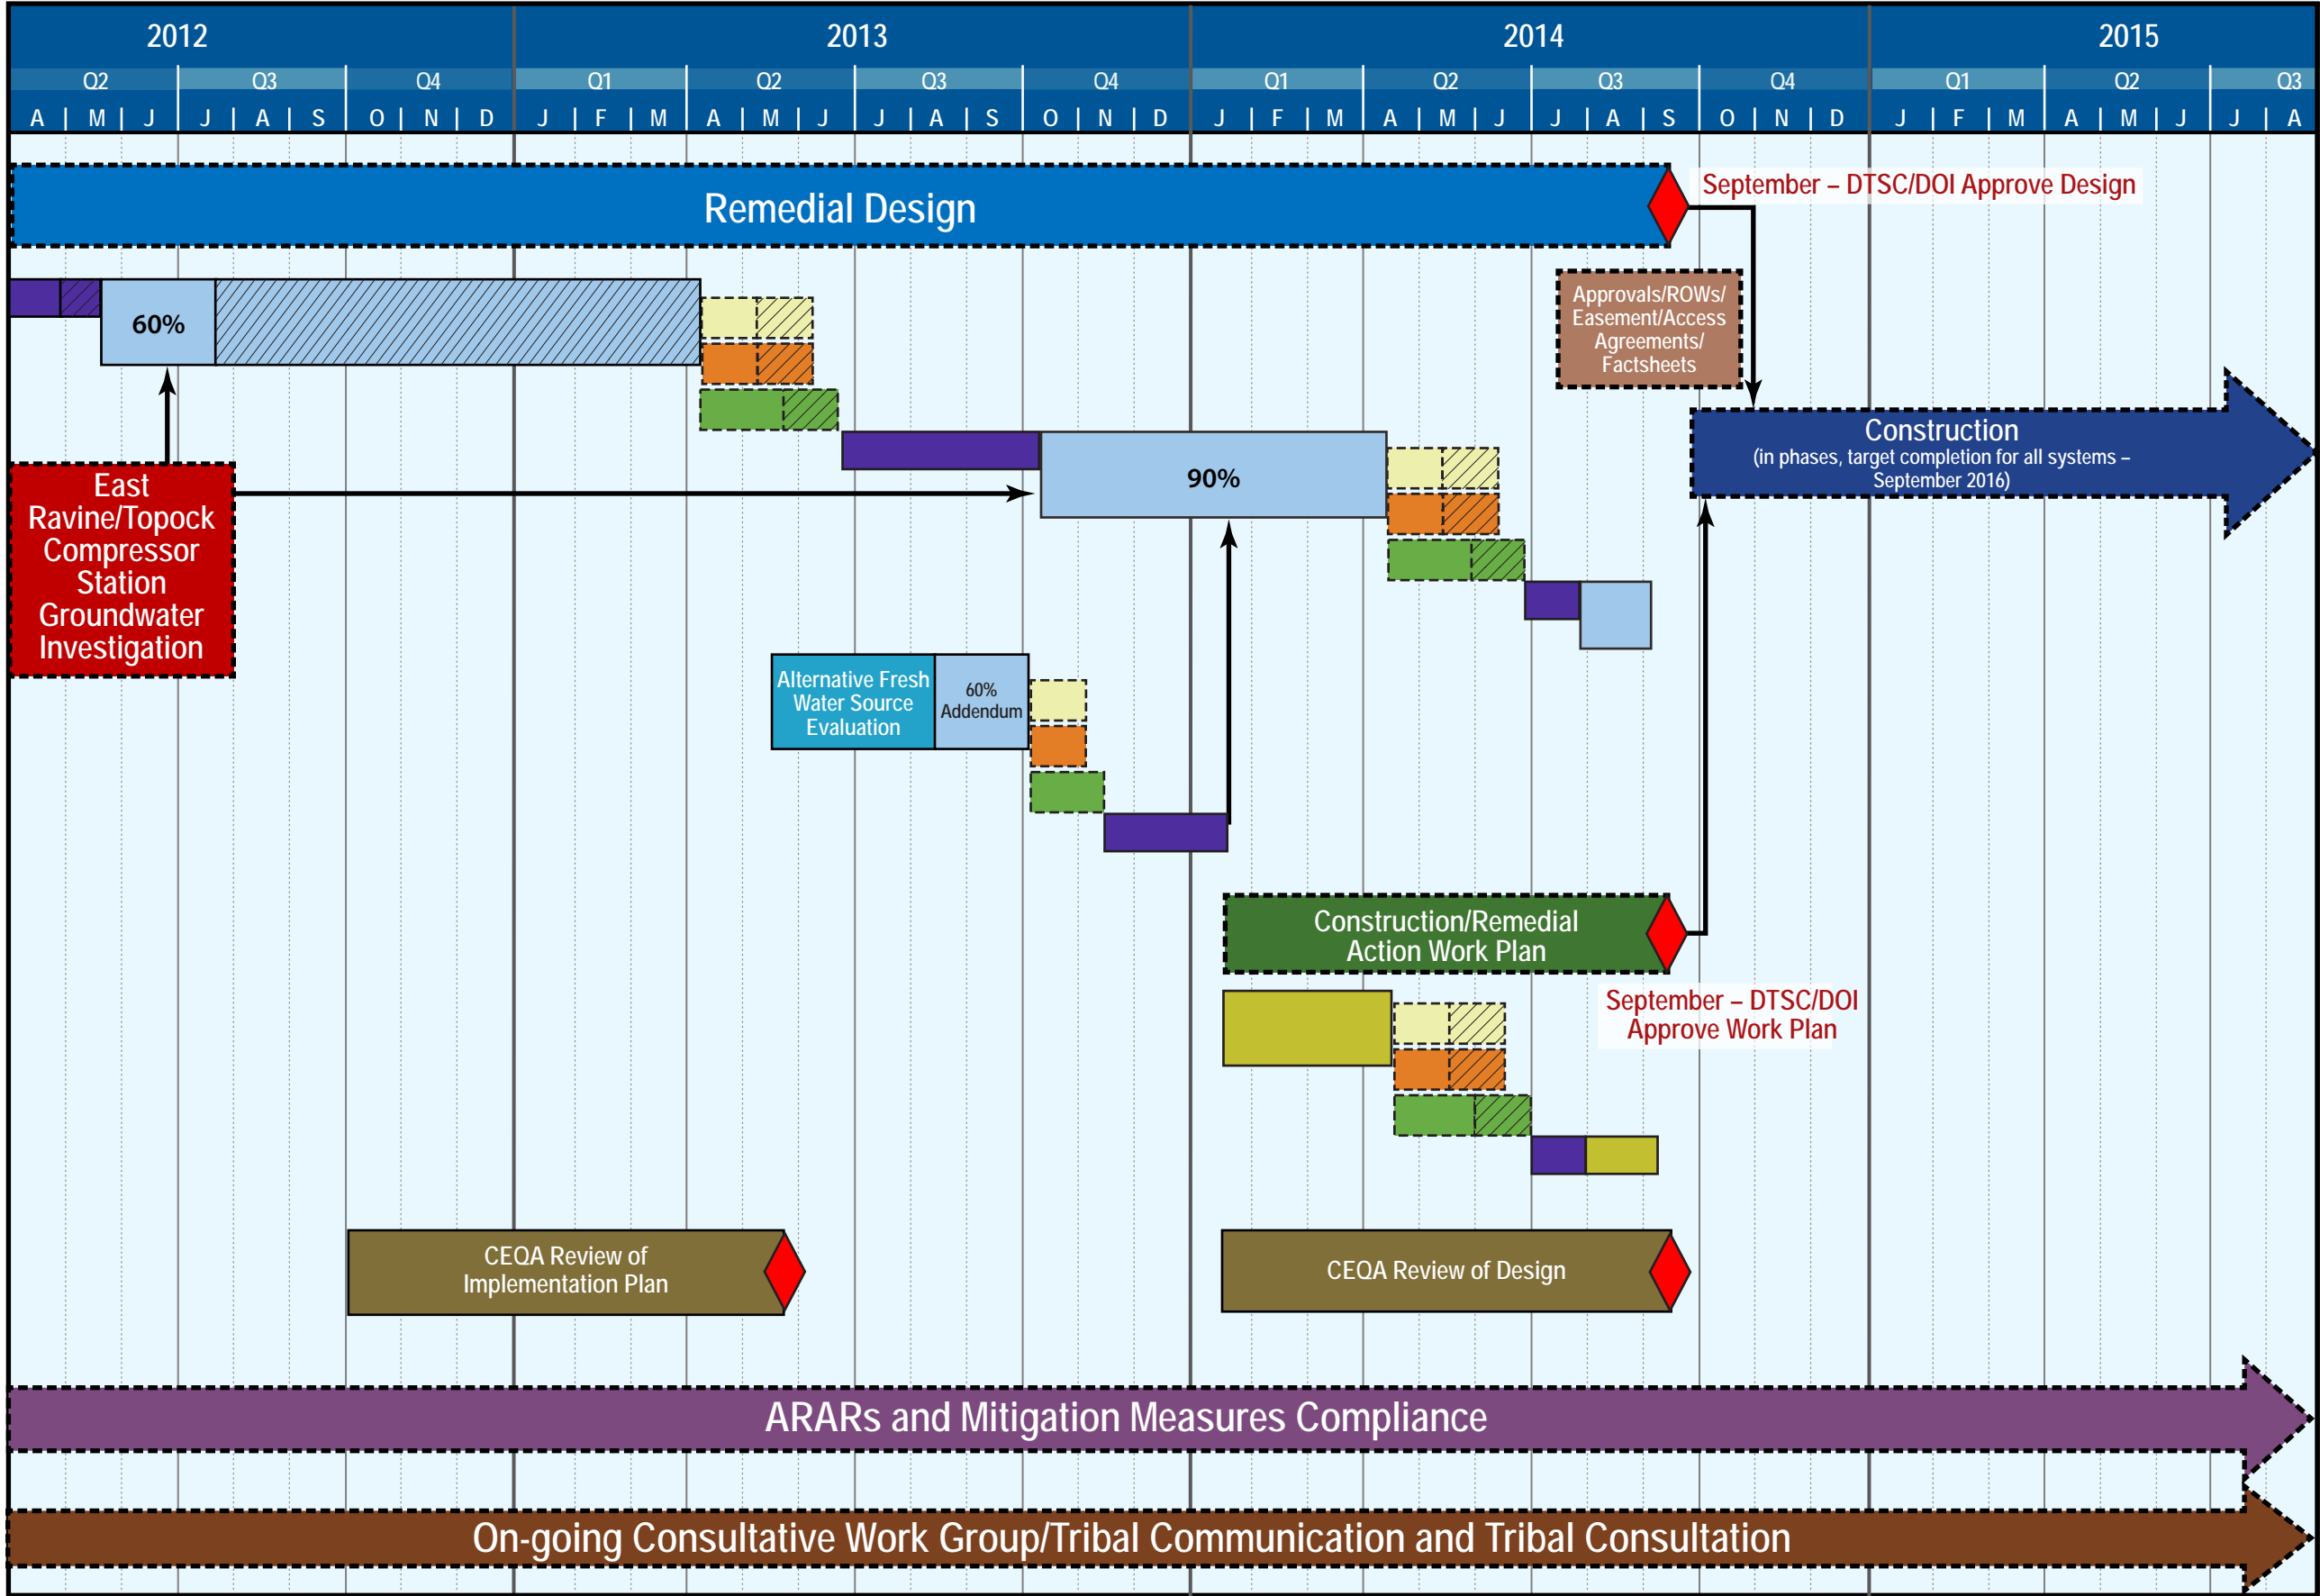 2012 2013 2014 2015
Q2 Q3 Q4 Q1 Q2 Q3 Q4 Q1 Q2 Q3 Q4 Q1 Q2 Q3
A M J J A S O N D J F M A M J J A S O N D J F M A M J J A S O N D J F M A M J J A
Remedial Design
September – DTSC/DOI Approve Design
60%
Approvals/ROWs/
Easement/Access
Agreements/
Factsheets
Construction
(in phases, target completion for all systems –
September 2016)
90%
East
Ravine/Topock
Compressor
Station
Groundwater
Investigation
Alternative Fresh
Water Source
Evaluation
60%
Addendum
Construction/Remedial
Action Work Plan
September – DTSC/DOI
Approve Work Plan
CEQA Review of
Implementation Plan
CEQA Review of Design
ARARs and Mitigation Measures Compliance
On-going Consultative Work Group/Tribal Communication and Tribal Consultation